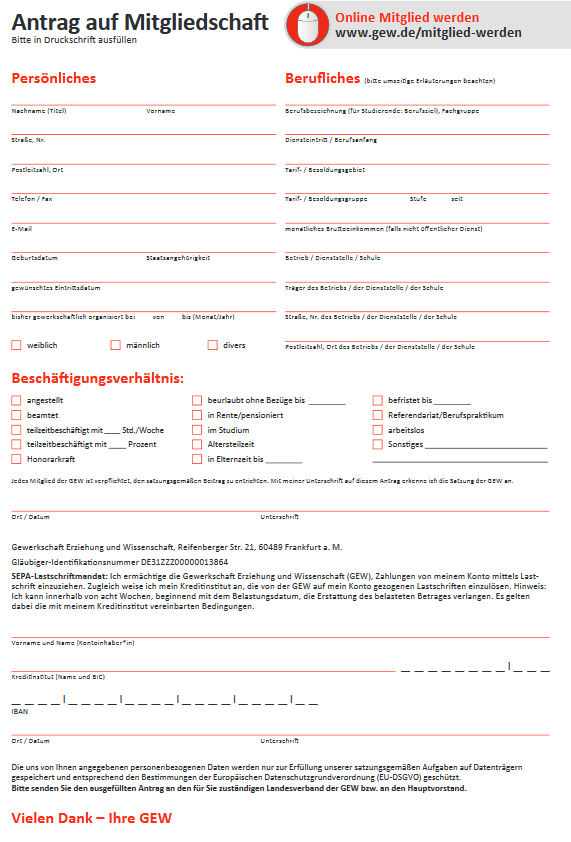 Antrag auf Mitgliedschaft
Bitte in Druckschrift ausfüllen
Online Mitglied werden
www.gew.de/mitglied-werden
Persönliches
Nachname (Titel) Vorname
Straße, Nr.
Postleitzahl, Ort
Telefon / Fax
E-Mail
Geburtsdatum Staatsangehörigkeit
gewünschtes Eintrittsdatum
bisher gewerkschaftlich organisiert bei von bis (Monat/Jahr)
weiblich männlich divers
Berufliches (bitte umseitige Erläuterungen beachten)
Berufsbezeichnung (für Studierende: Berufsziel), Fachgruppe
Diensteintritt / Berufsanfang
Tarif- / Besoldungsgebiet
Tarif- / Besoldungsgruppe Stufe seit
monatliches Bruttoeinkommen (falls nicht öffentlicher Dienst)
Betrieb / Dienststelle / Schule
Träger des Betriebs / der Dienststelle / der Schule
Straße, Nr. des Betriebs / der Dienststelle / der Schule
Postleitzahl, Ort des Betriebs / der Dienststelle / der Schule
Beschäftigungsverhältnis:
angestellt
beamtet
teilzeitbeschäftigt mit ____ Std./Woche
teilzeitbeschäftigt mit ____ Prozent
Honorarkraft
beurlaubt ohne Bezüge bis ________
in Rente/pensioniert
im Studium
Altersteilzeit
in Elternzeit bis ________
befristet bis ________
Referendariat/Berufspraktikum
arbeitslos
Sonstiges ________
Jedes Mitglied der GEW ist verpflichtet, den satzungsgemäßen Beitrag zu entrichten. Mit meiner Unterschrift auf diesem Antrag erkenne ich die Satzung der GEW an.
Ort / Datum Unterschrift
Gewerkschaft Erziehung und Wissenschaft, Reifenberger Str. 21, 60489 Frankfurt a. M.
Gläubiger-Identifikationsnummer DE31ZZZ00000013864
SEPA-Lastschriftmandat: Ich ermächtige die Gewerkschaft Erziehung und Wissenschaft (GEW), Zahlungen von meinem Konto mittels Last-
schrift einzuziehen. Zugleich weise ich mein Kreditinstitut an, die von der GEW auf mein Konto gezogenen Lastschriften einzulösen. Hinweis:
Ich kann innerhalb von acht Wochen, beginnend mit dem Belastungsdatum, die Erstattung des belasteten Betrages verlangen. Es gelten
dabei die mit meinem Kreditinstitut vereinbarten Bedingungen.
Vorname und Name (Kontoinhaber*in)
Kreditinstitut (Name und BIC)
IBAN
Ort / Datum Unterschrift
Die uns von Ihnen angegebenen personenbezogenen Daten werden nur zur Erfüllung unserer satzungsgemäßen Aufgaben auf Datenträgern
gespeichert und entsprechend den Bestimmungen der Europäischen Datenschutzgrundverordnung (EU-DSGVO) geschützt.
Bitte senden Sie den ausgefüllten Antrag an den für Sie zuständigen Landesverband der GEW bzw. an den Hauptvorstand.
Vielen Dank – Ihre GEW